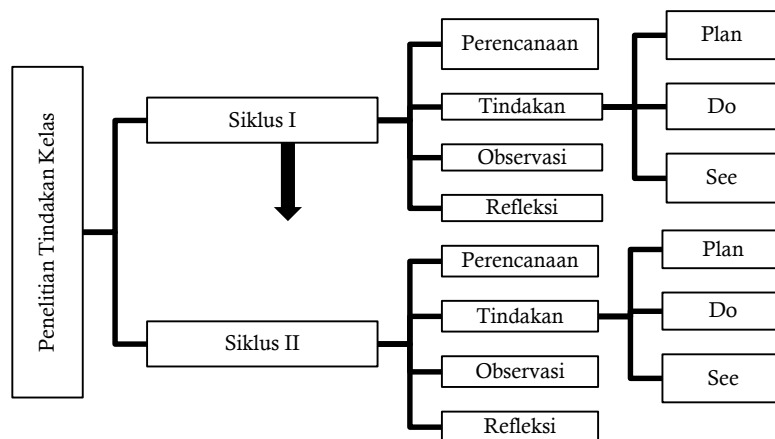 Penelitian Tindakan Kelas
Siklus I
Perencanaan
Tindakan
Observasi
Refleksi
Plan
Do
See
Siklus II
Perencanaan
Tindakan
Observasi
Refleksi
Plan
Do
See